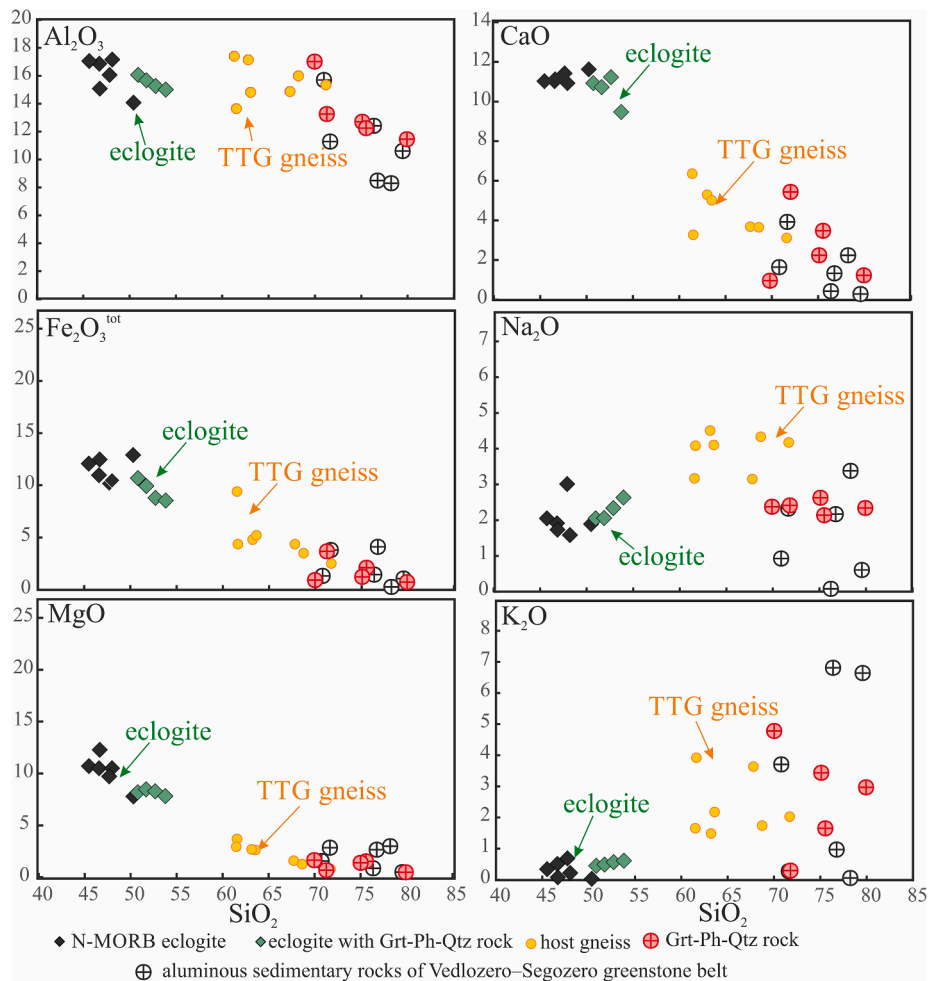 Al₂O₃
20
18
16
14
12
10
8
6
4
2
0
eclogite
TTG gneiss
CaO
14
12
10
8
6
4
2
0
eclogite
TTG gneiss
Fe₂O₃ᵗᵒᵗ
25
20
15
10
5
0
eclogite
TTG gneiss
Na₂O
7
6
5
4
3
2
1
0
TTG gneiss
eclogite
MgO
25
20
15
10
5
0
eclogite
TTG gneiss
40 45 50 55 60 65 70 75 80 85
SiO₂
K₂O
8
7
6
5
4
3
2
1
0
TTG gneiss
eclogite
40 45 50 55 60 65 70 75 80 85
SiO₂
N-MORB eclogite eclogite with Grt-Ph-Qtz rock host gneiss Grt-Ph-Qtz rock
aluminous sedimentary rocks of Vedlozero–Segozero greenstone belt